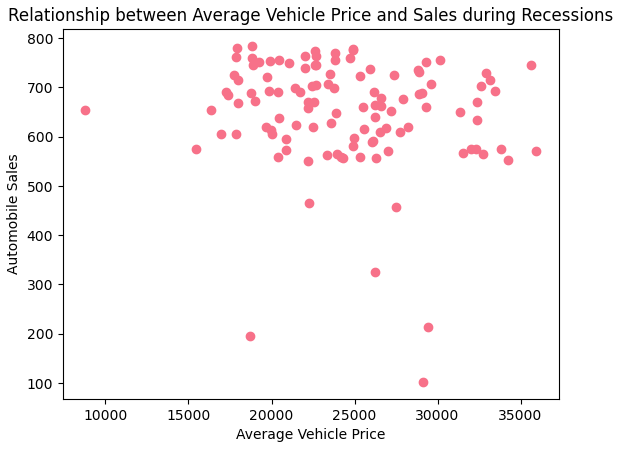 Relationship between Average Vehicle Price and Sales during Recessions
800
700
600
500
400
300
200
100
Automobile Sales
10000 15000 20000 25000 30000 35000
Average Vehicle Price